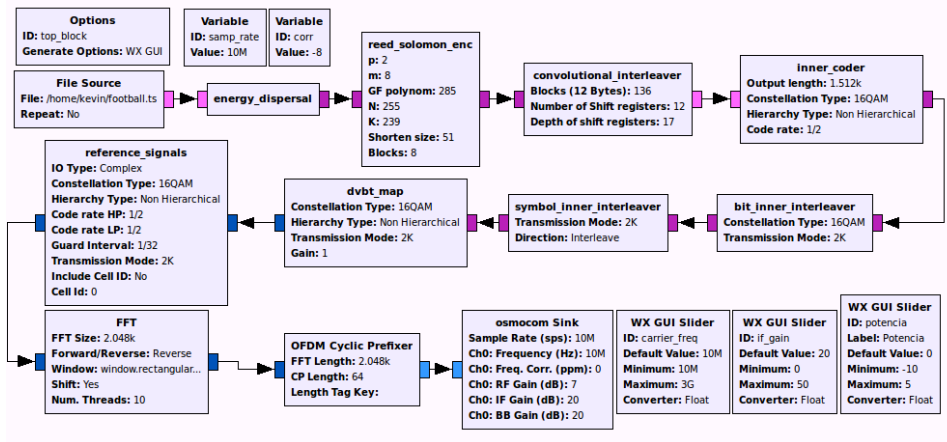 Options
ID: top_block
Generate Options: WX GUI
Variable
ID: samp_rate
Value: 10M
Variable
ID: corr
Value: -8
File Source
File: /home/kevin/football.ts
Repeat: No
energy_dispersal
reed_solomon_enc
p: 2
m: 8
GF polynom: 285
N: 255
K: 239
Shorten size: 51
Blocks: 8
convolutional_interleaver
Blocks (12 Bytes): 136
Number of Shift registers: 12
Depth of shift registers: 17
inner_coder
Output length: 1.512k
Constellation Type: 16QAM
Hierarchy Type: Non Hierarchical
Code rate: 1/2
reference_signals
IO Type: Complex
Constellation Type: 16QAM
Hierarchy Type: Non Hierarchical
Code rate HP: 1/2
Code rate LP: 1/2
Guard Interval: 1/32
Transmission Mode: 2K
Include Cell ID: No
Cell Id: 0
dvbt_map
Constellation Type: 16QAM
Hierarchy Type: Non Hierarchical
Transmission Mode: 2K
Gain: 1
symbol_inner_interleaver
Transmission Mode: 2K
Direction: Interleave
bit_inner_interleaver
Constellation Type: 16QAM
Transmission Mode: 2K
FFT
FFT Size: 2.048k
Forward/Reverse: Reverse
Window: window.rectangular...
Shift: Yes
Num. Threads: 10
OFDM Cyclic Prefixer
FFT Length: 2.048k
CP Length: 64
Length Tag Key:
osmocom Sink
Sample Rate (sps): 10M
Ch0: Frequency (Hz): 10M
Ch0: Freq. Corr. (ppm): 0
Ch0: RF Gain (dB): 7
Ch0: IF Gain (dB): 20
Ch0: BB Gain (dB): 20
WX GUI Slider
ID: carrier_freq
Default Value: 10M
Minimum: 10M
Maximum: 3G
Converter: Float
WX GUI Slider
ID: if_gain
Default Value: 20
Minimum: 0
Maximum: 50
Converter: Float
WX GUI Slider
ID: potencia
Label: Potencia
Default Value: 0
Minimum: -10
Maximum: 5
Converter: Float